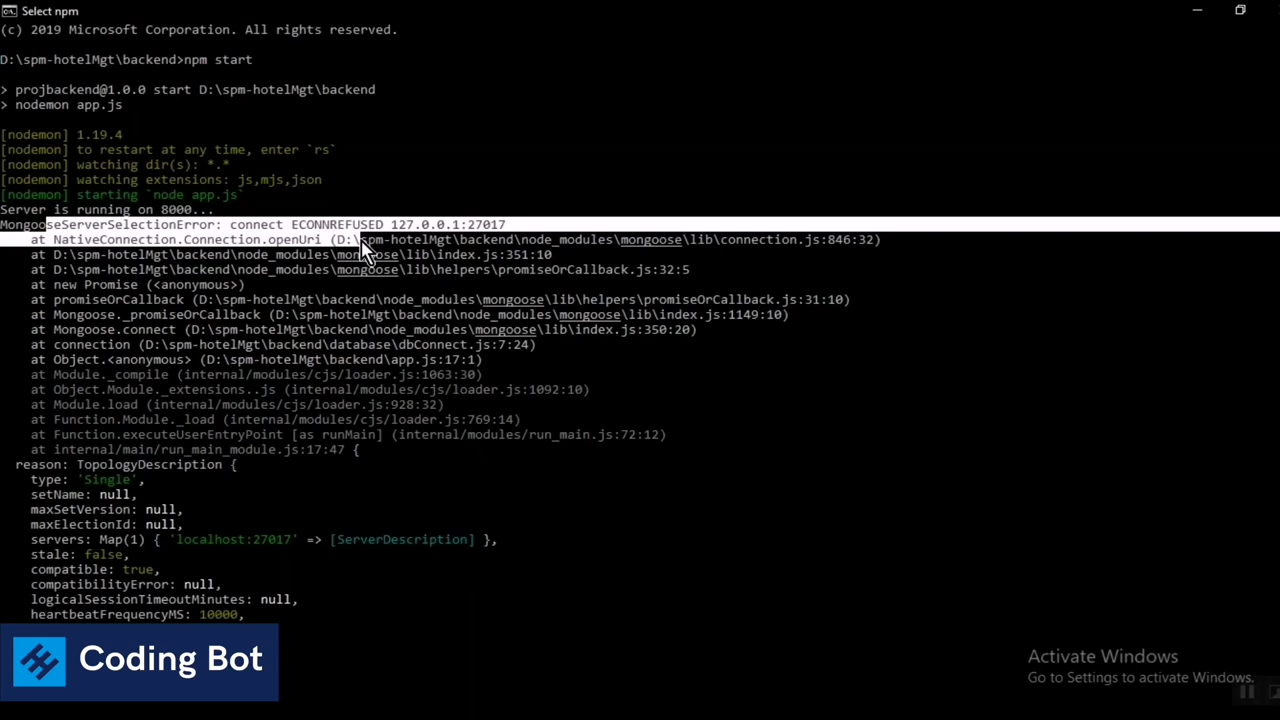 Select npm
(c) 2019 Microsoft Corporation. All rights reserved.
D:\spm-hotelMgt\backend>npm start
> projbackend@1.0.0 start D:\spm-hotelMgt\backend
> nodemon app.js
[nodemon] 1.19.4
[nodemon] to restart at any time, enter `rs`
[nodemon] watching dir(s): *.*
[nodemon] watching extensions: js,mjs,json
[nodemon] starting `node app.js`
Server is running on 8000...
MongooseServerSelectionError: connect ECONNREFUSED 127.0.0.1:27017
at NativeConnection.Connection.openUri (D:\spm-hotelMgt\backend\node_modules\mongoose\lib\connection.js:846:32)
at D:\spm-hotelMgt\backend\node_modules\mongoose\lib\index.js:351:10
at D:\spm-hotelMgt\backend\node_modules\mongoose\lib\helpers\promiseOrCallback.js:32:5
at new Promise (<anonymous>)
at promiseOrCallback (D:\spm-hotelMgt\backend\node_modules\mongoose\lib\helpers\promiseOrCallback.js:31:10)
at Mongoose._promiseOrCallback (D:\spm-hotelMgt\backend\node_modules\mongoose\lib\index.js:1149:10)
at Mongoose.connect (D:\spm-hotelMgt\backend\node_modules\mongoose\lib\index.js:350:20)
at connection (D:\spm-hotelMgt\backend\database\dbConnect.js:7:24)
at Object.<anonymous> (D:\spm-hotelMgt\backend\app.js:17:1)
at Module._compile (internal/modules/cjs/loader.js:1063:30)
at Object.Module._extensions..js (internal/modules/cjs/loader.js:1092:10)
at Module.load (internal/modules/cjs/loader.js:928:32)
at Function.Module._load (internal/modules/cjs/loader.js:769:14)
at Function.executeUserEntryPoint [as runMain] (internal/modules/run_main.js:72:12)
at internal/main/run_main_module.js:17:47 {
reason: TopologyDescription {
type: 'Single',
setName: null,
maxSetVersion: null,
maxElectionId: null,
servers: Map(1) { 'localhost:27017' => [ServerDescription] },
stale: false,
compatible: true,
compatibilityError: null,
logicalSessionTimeoutMinutes: null,
heartbeatFrequencyMS: 10000,
Coding Bot
Activate Windows
Go to Settings to activate Windows.